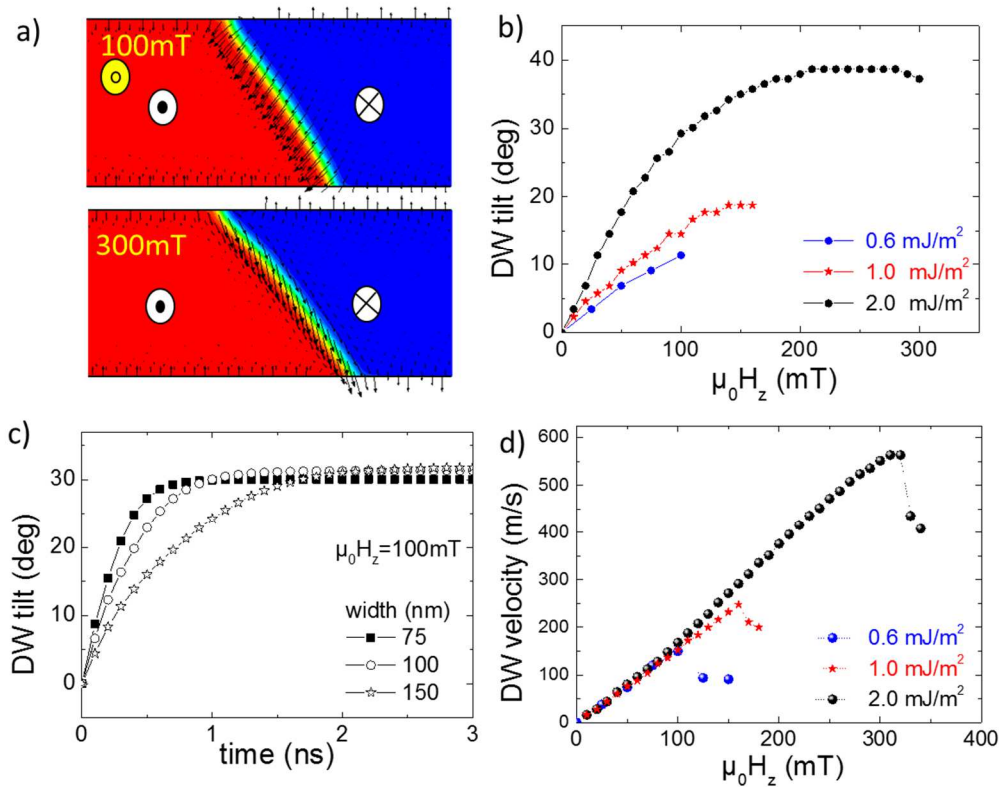 a)
100mT
300mT
b)
DW tilt (deg)
40
30
20
10
0
0.6 mJ/m²
1.0 mJ/m²
2.0 mJ/m²
0
100
200
300
μ₀H_z (mT)
c)
DW tilt (deg)
30
20
10
0
μ₀H_z=100mT
width (nm)
75
100
150
0
1
2
3
time (ns)
d)
DW velocity (m/s)
600
500
400
300
200
100
0
0.6 mJ/m²
1.0 mJ/m²
2.0 mJ/m²
0
100
200
300
400
μ₀H_z (mT)